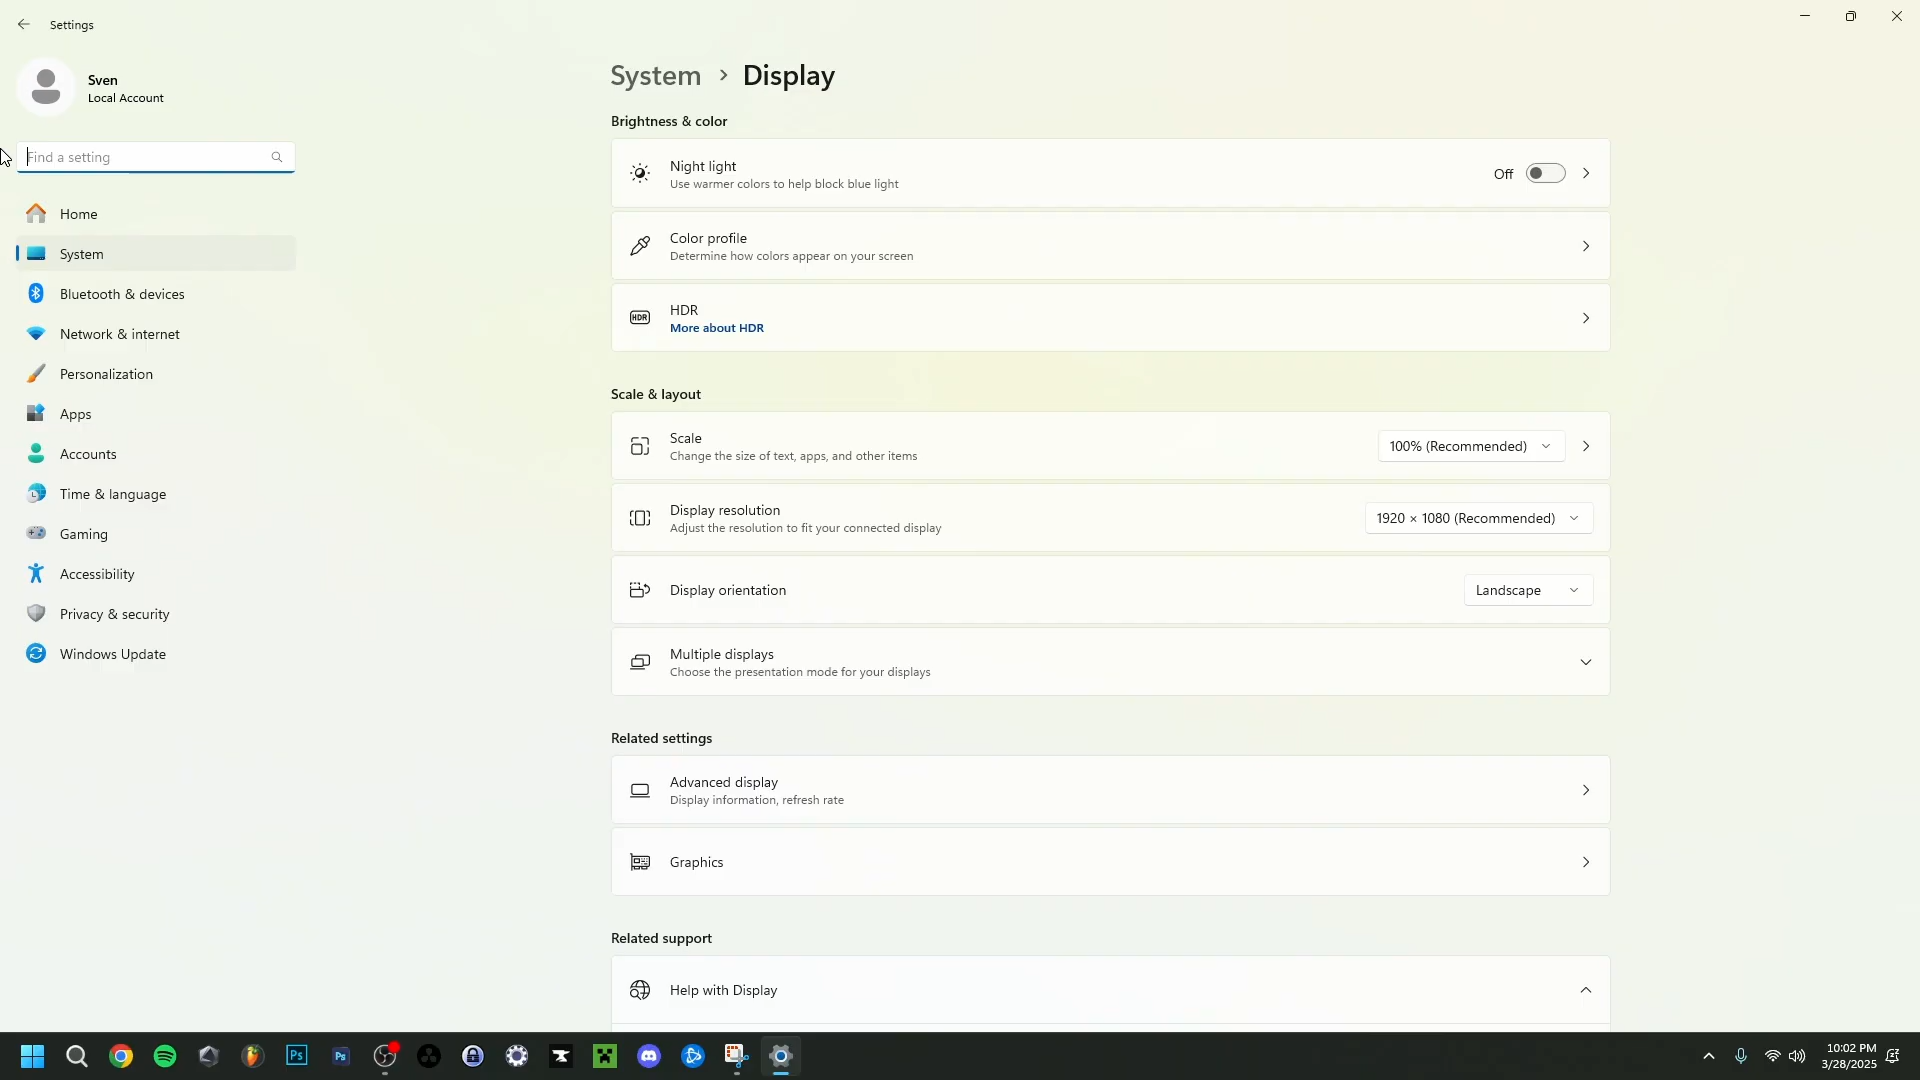 Settings
Sven
Local Account
Find a setting
Home
System
Bluetooth & devices
Network & internet
Personalization
Apps
Accounts
Time & language
Gaming
Accessibility
Privacy & security
Windows Update
System > Display
Brightness & color
Night light
Use warmer colors to help block blue light
Off
Color profile
Determine how colors appear on your screen
HDR
HDR
More about HDR
Scale & layout
Scale
Change the size of text, apps, and other items
100% (Recommended)
Display resolution
Adjust the resolution to fit your connected display
1920 × 1080 (Recommended)
Display orientation
Landscape
Multiple displays
Choose the presentation mode for your displays
Related settings
Advanced display
Display information, refresh rate
Graphics
Related support
Help with Display
Ps
Ps
10:02 PM
3/28/2025